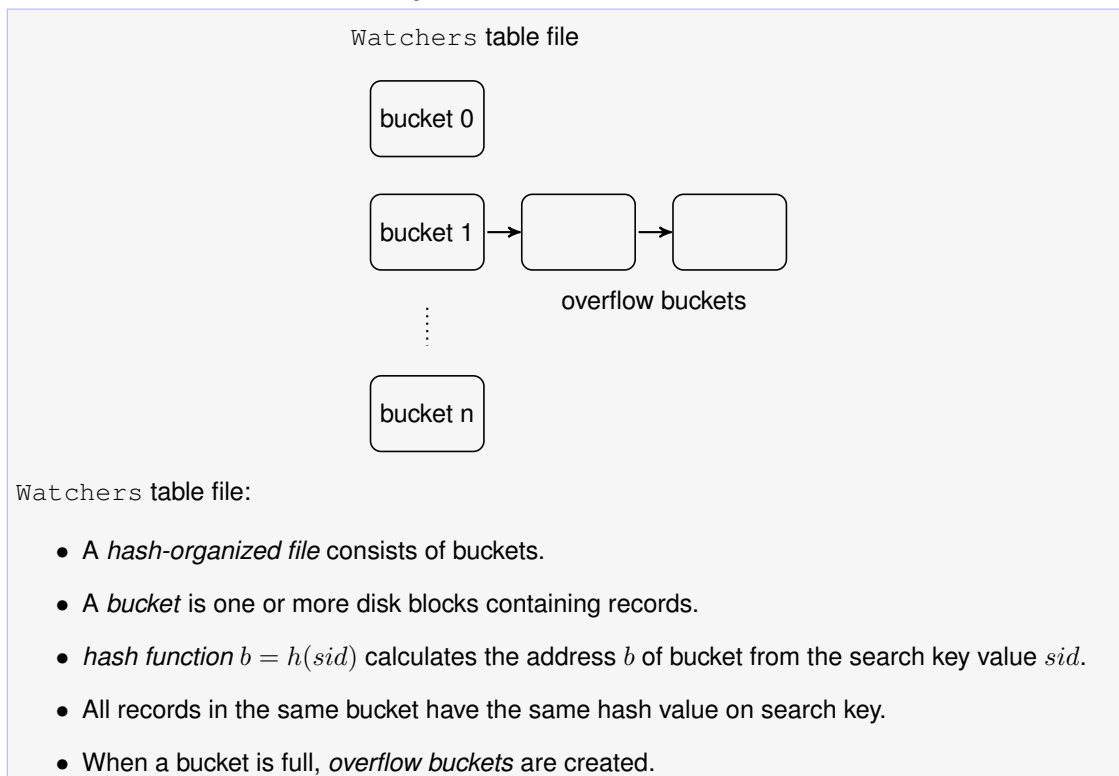 Watchers table file
bucket 0
bucket 1
overflow buckets
bucket n
Watchers table file:
• A hash-organized file consists of buckets.
• A bucket is one or more disk blocks containing records.
• hash function b = h(sid) calculates the address b of bucket from the search key value sid.
• All records in the same bucket have the same hash value on search key.
• When a bucket is full, overflow buckets are created.